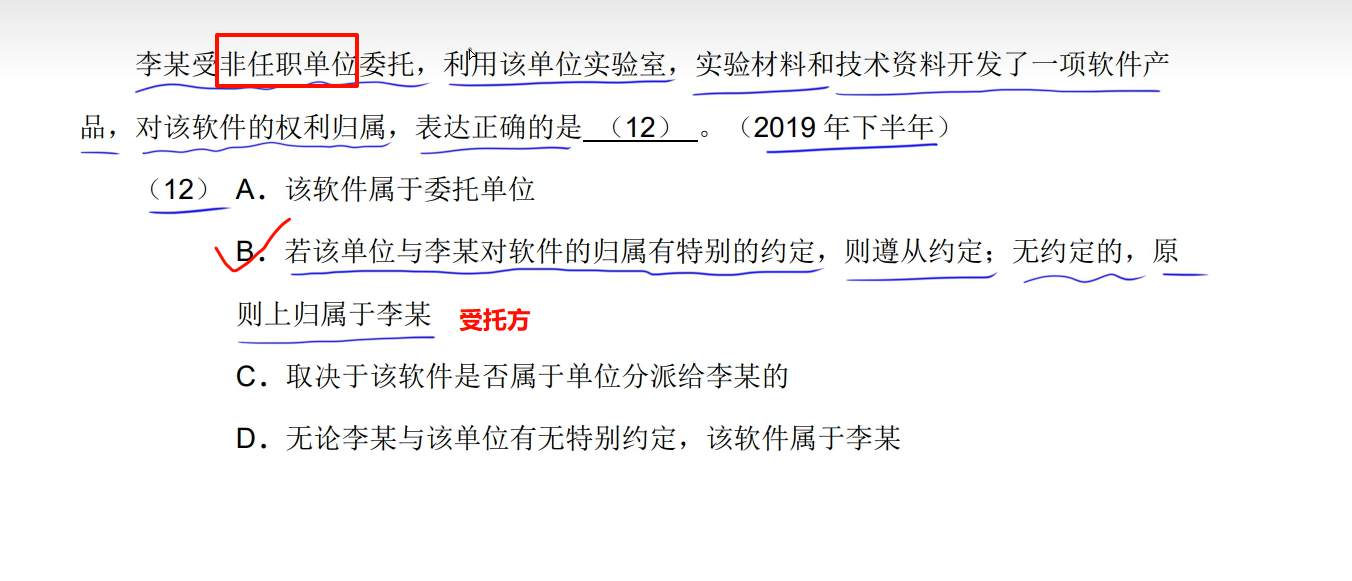 李某受非任职单位委托，利用该单位实验室，实验材料和技术资料开发了一项软件产
品，对该软件的权利归属，表达正确的是 （12） 。（2019 年下半年）
（12） A．该软件属于委托单位
B．若该单位与李某对软件的归属有特别的约定，则遵从约定；无约定的，原
则上归属于李某 受托方
C．取决于该软件是否属于单位分派给李某的
D．无论李某与该单位有无特别约定，该软件属于李某